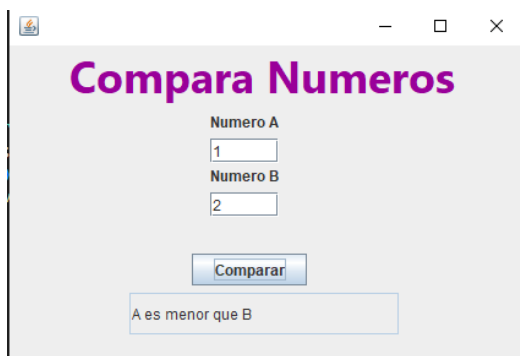 Compara Numeros
Numero A
1
Numero B
2
Comparar
A es menor que B